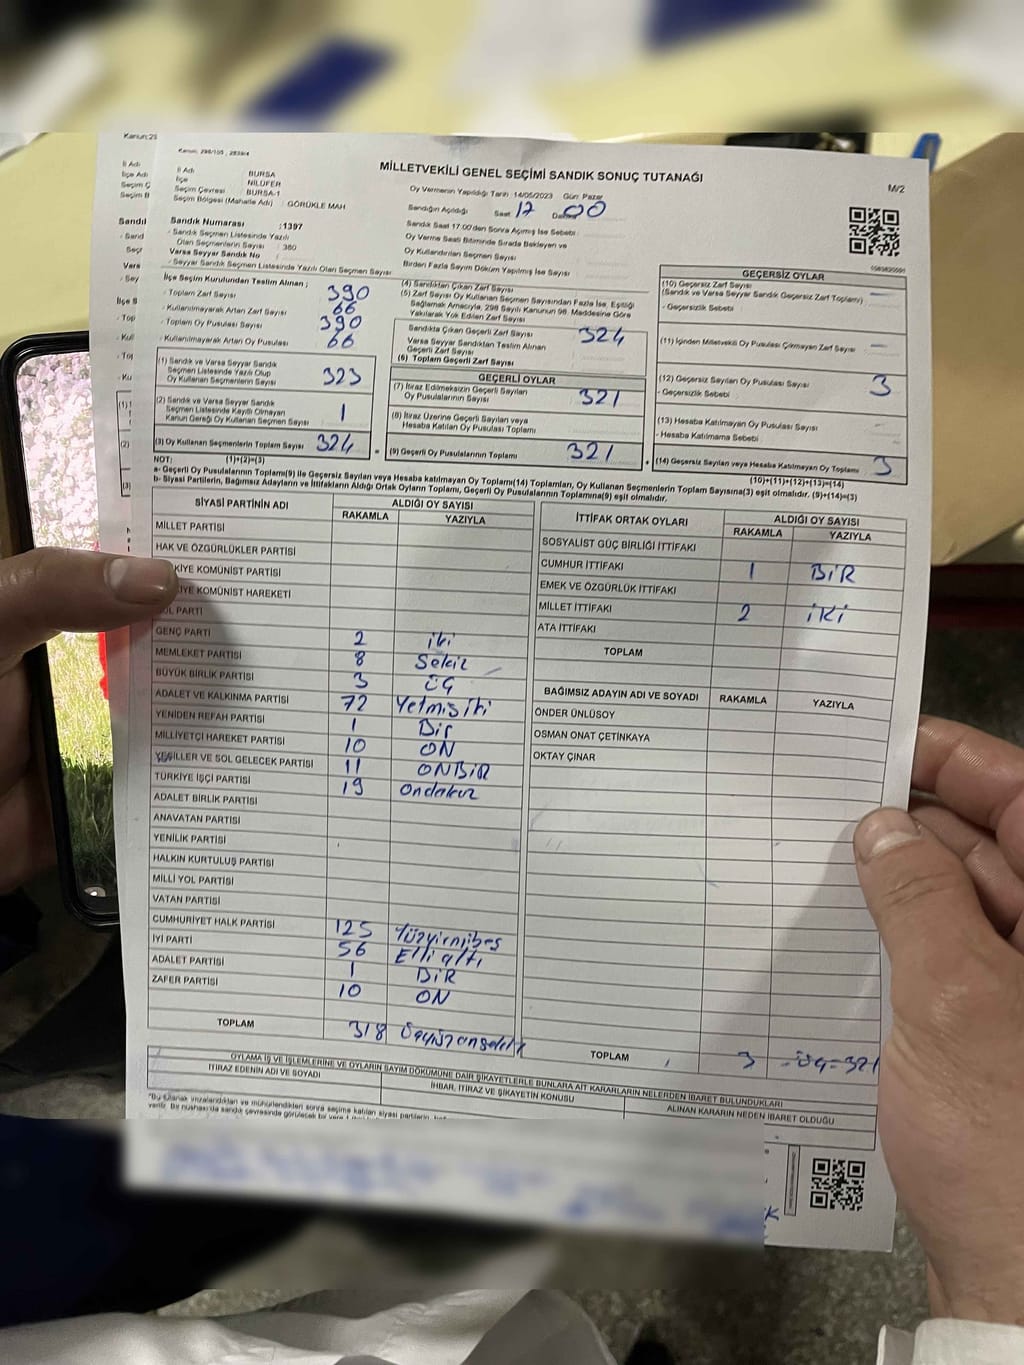 Kanun:29
Kanun: 298/105 , 2839/4
MİLLETVEKİLİ GENEL SEÇİMİ SANDIK SONUÇ TUTANAĞI
M/2
İl Adı BURSA
İlçe NİLÜFER
Seçim Çevresi BURSA-1
Seçim Bölgesi (Mahalle Adı) : GÖRÜKLE MAH
Sandık Numarası :1397
- Sandık Seçmen Listesinde Yazılı
Olan Seçmenlerin Sayısı : 380
Varsa Seyyar Sandık No
- Seyyar Sandık Seçmen Listesinde Yazılı Olan Seçmen Sayısı
Oy Vermenin Yapıldığı Tarih :14/05/2023 Gün: Pazar
Sandığın Açıldığı Saat 17 Dakika 00
Sandık Saat 17.00'den Sonra Açılmış İse Sebebi
Oy Verme Saati Bitiminde Sırada Bekleyen ve
Oy Kullandırılan Seçmen Sayısı
Birden Fazla Sayım Döküm Yapılmış İse Sayısı
İlçe Seçim Kurulundan Teslim Alınan ;
- Toplam Zarf Sayısı 390
- Kullanılmayarak Artan Zarf Sayısı 66
- Toplam Oy Pusulası Sayısı 390
- Kullanılmayarak Artan Oy Pusulası 66
(1) Sandık ve Varsa Seyyar Sandık
Seçmen Listesinde Yazılı Olup
Oy Kullanan Seçmenlerin Sayısı 323
(2) Sandık ve Varsa Seyyar Sandık
Seçmen Listesinde Kayıtlı Olmayan
Kanun Gereği Oy Kullanan Seçmen Sayısı 1
(3) Oy Kullanan Seçmenlerin Toplam Sayısı 324
(4) Sandıktan Çıkan Zarf Sayısı
(5) Zarf Sayısı Oy Kullanan Seçmen Sayısından Fazla İse, Eşitliği
Sağlamak Amacıyla, 298 Sayılı Kanunun 98. Maddesine Göre
Yakılarak Yok Edilen Zarf Sayısı
Sandıkta Çıkan Geçerli Zarf Sayısı 324
Varsa Seyyar Sandıktan Teslim Alınan
Geçerli Zarf Sayısı
(6) Toplam Geçerli Zarf Sayısı
GEÇERLİ OYLAR
(7) İtiraz Edilmeksizin Geçerli Sayılan
Oy Pusulalarının Sayısı 321
(8) İtiraz Üzerine Geçerli Sayılan veya
Hesaba Katılan Oy Pusulası Toplamı
(9) Geçerli Oy Pusulalarının Toplamı 321
GEÇERSİZ OYLAR
(10) Geçersiz Zarf Sayısı
(Sandık ve Varsa Seyyar Sandık Geçersiz Zarf Toplamı)
- Geçersizlik Sebebi
(11) İçinden Milletvekili Oy Pusulası Çıkmayan Zarf Sayısı
(12) Geçersiz Sayılan Oy Pusulası Sayısı 3
- Geçersizlik Sebebi
(13) Hesaba Katılmayan Oy Pusulası Sayısı
- Hesaba Katılmama Sebebi
(14) Geçersiz Sayılan veya Hesaba Katılmayan Oy Toplamı 3
NOT: (1)+(2)=(3) (10)+(11)+(12)+(13)=(14)
a- Geçerli Oy Pusulalarının Toplamı(9) ile Geçersiz Sayılan veya Hesaba katılmayan Oy Toplamı(14) Toplamları, Oy Kullanan Seçmenlerin Toplam Sayısına(3) eşit olmalıdır. (9)+(14)=(3)
b- Siyasi Partilerin, Bağımsız Adayların ve İttifakların Aldığı Ortak Oyların Toplamı, Geçerli Oy Pusulalarının Toplamına(9) eşit olmalıdır.
SİYASİ PARTİNİN ADI ALDIĞI OY SAYISI
RAKAMLA YAZIYLA
MİLLET PARTİSİ
HAK VE ÖZGÜRLÜKLER PARTİSİ
KİYE KOMÜNİST PARTİSİ
KİYE KOMÜNİST HAREKETİ
OL PARTİ
GENÇ PARTİ 2 iki
MEMLEKET PARTİSİ 8 Sekiz
BÜYÜK BİRLİK PARTİSİ 3 ÜÇ
ADALET VE KALKINMA PARTİSİ 72 Yetmişiki
YENİDEN REFAH PARTİSİ 1 Bir
MİLLİYETÇİ HAREKET PARTİSİ 10 ON
YEŞİLLER VE SOL GELECEK PARTİSİ 11 ONBİR
TÜRKİYE İŞÇİ PARTİSİ 19 Ondokuz
ADALET BİRLİK PARTİSİ
ANAVATAN PARTİSİ
YENİLİK PARTİSİ
HALKIN KURTULUŞ PARTİSİ
MİLLİ YOL PARTİSİ
VATAN PARTİSİ
CUMHURİYET HALK PARTİSİ 125 Yüzyirmibeş
İYİ PARTİ 56 Elli altı
ADALET PARTİSİ 1 BİR
ZAFER PARTİSİ 10 ON
TOPLAM 318 Üçyüzonsekiz
İTTİFAK ORTAK OYLARI ALDIĞI OY SAYISI
RAKAMLA YAZIYLA
SOSYALİST GÜÇ BİRLİĞİ İTTİFAKI
CUMHUR İTTİFAKI 1 BİR
EMEK VE ÖZGÜRLÜK İTTİFAKI
MİLLET İTTİFAKI 2 İKİ
ATA İTTİFAKI
TOPLAM
BAĞIMSIZ ADAYIN ADI VE SOYADI RAKAMLA YAZIYLA
ÖNDER ÜNLÜSOY
OSMAN ONAT ÇETİNKAYA
OKTAY ÇINAR
TOPLAM 3 -ÜÇ=321
OYLAMA İŞ VE İŞLEMLERİNE VE OYLARIN SAYIM DÖKÜMÜNE DAİR ŞİKAYETLERLE BUNLARA AİT KARARLARIN NELERDEN İBARET BULUNDUKLARI
İTİRAZ EDENİN ADI VE SOYADI İHBAR, İTİRAZ VE ŞİKAYETİN KONUSU ALINAN KARARIN NEDEN İBARET OLDUĞU
"Bu tutanak imzalandıktan ve mühürlendikten sonra seçime katılan siyasi partilerin,
verilir. Bir nushası da sandık çevresinde görülecek bir yere